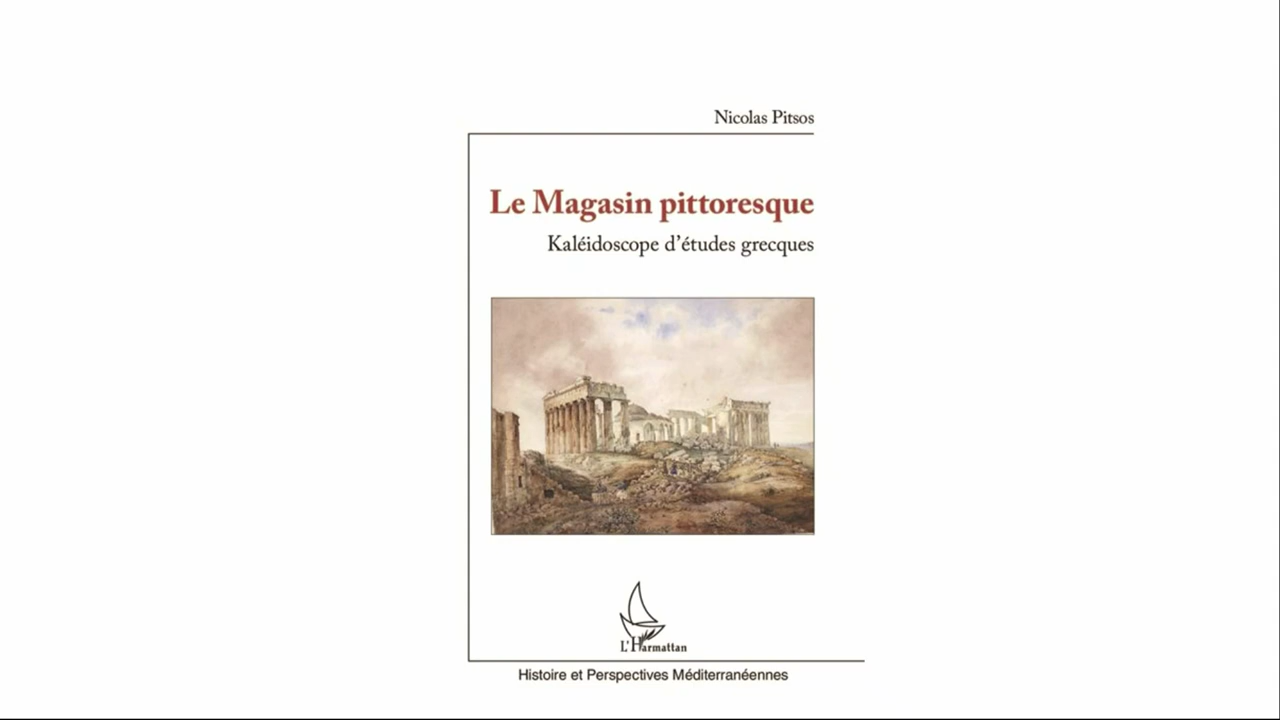 Nicolas Pitsos
Le Magasin pittoresque
Kaléidoscope d'études grecques
L'Harmattan
Histoire et Perspectives Méditerranéennes